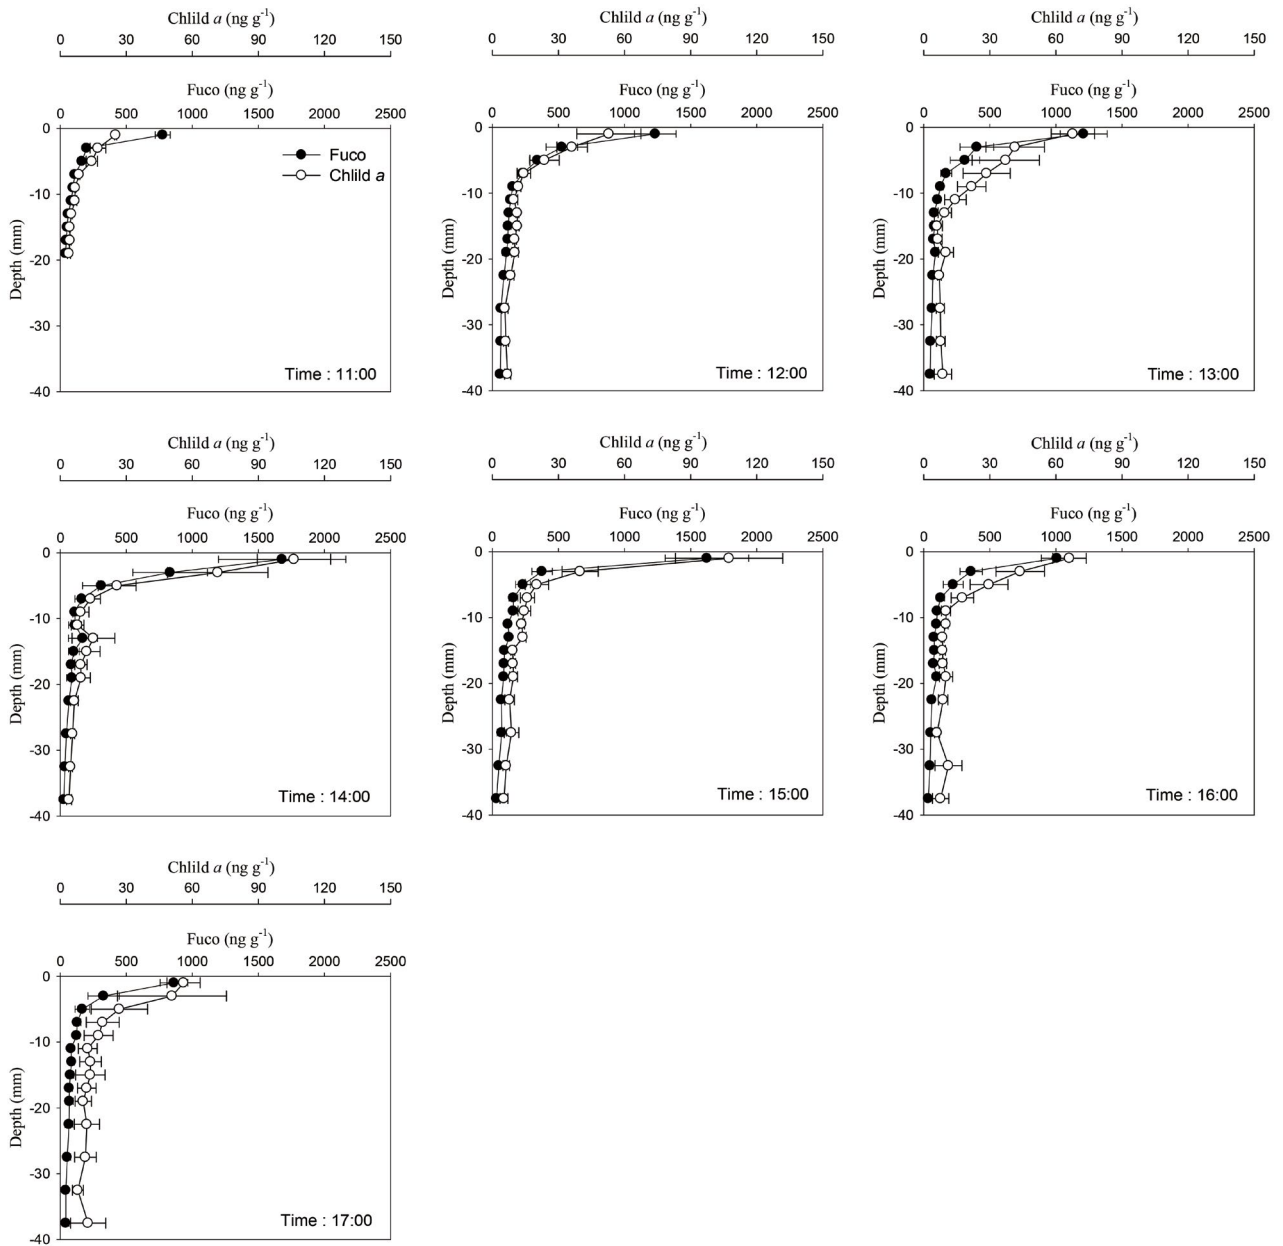 Chlild a (ng g-1) Chlild a (ng g-1) Chlild a (ng g-1)
0 30 60 90 120 150 0 30 60 90 120 150 0 30 60 90 120 150
Fuco (ng g-1) Fuco (ng g-1) Fuco (ng g-1)
0 500 1000 1500 2000 2500 0 500 1000 1500 2000 2500 0 500 1000 1500 2000 2500
0 0 0
Fuco
Chlild a
-10 -10 -10
Depth (mm) Depth (mm) Depth (mm)
-20 -20 -20
-30 -30 -30
Time : 11:00 Time : 12:00 Time : 13:00
-40 -40 -40
Chlild a (ng g-1) Chlild a (ng g-1) Chlild a (ng g-1)
0 30 60 90 120 150 0 30 60 90 120 150 0 30 60 90 120 150
Fuco (ng g-1) Fuco (ng g-1) Fuco (ng g-1)
0 500 1000 1500 2000 2500 0 500 1000 1500 2000 2500 0 500 1000 1500 2000 2500
0 0 0
-10 -10 -10
Depth (mm) Depth (mm) Depth (mm)
-20 -20 -20
-30 -30 -30
Time : 14:00 Time : 15:00 Time : 16:00
-40 -40 -40
Chlild a (ng g-1)
0 30 60 90 120 150
Fuco (ng g-1)
0 500 1000 1500 2000 2500
0
-10
Depth (mm)
-20
-30
Time : 17:00
-40